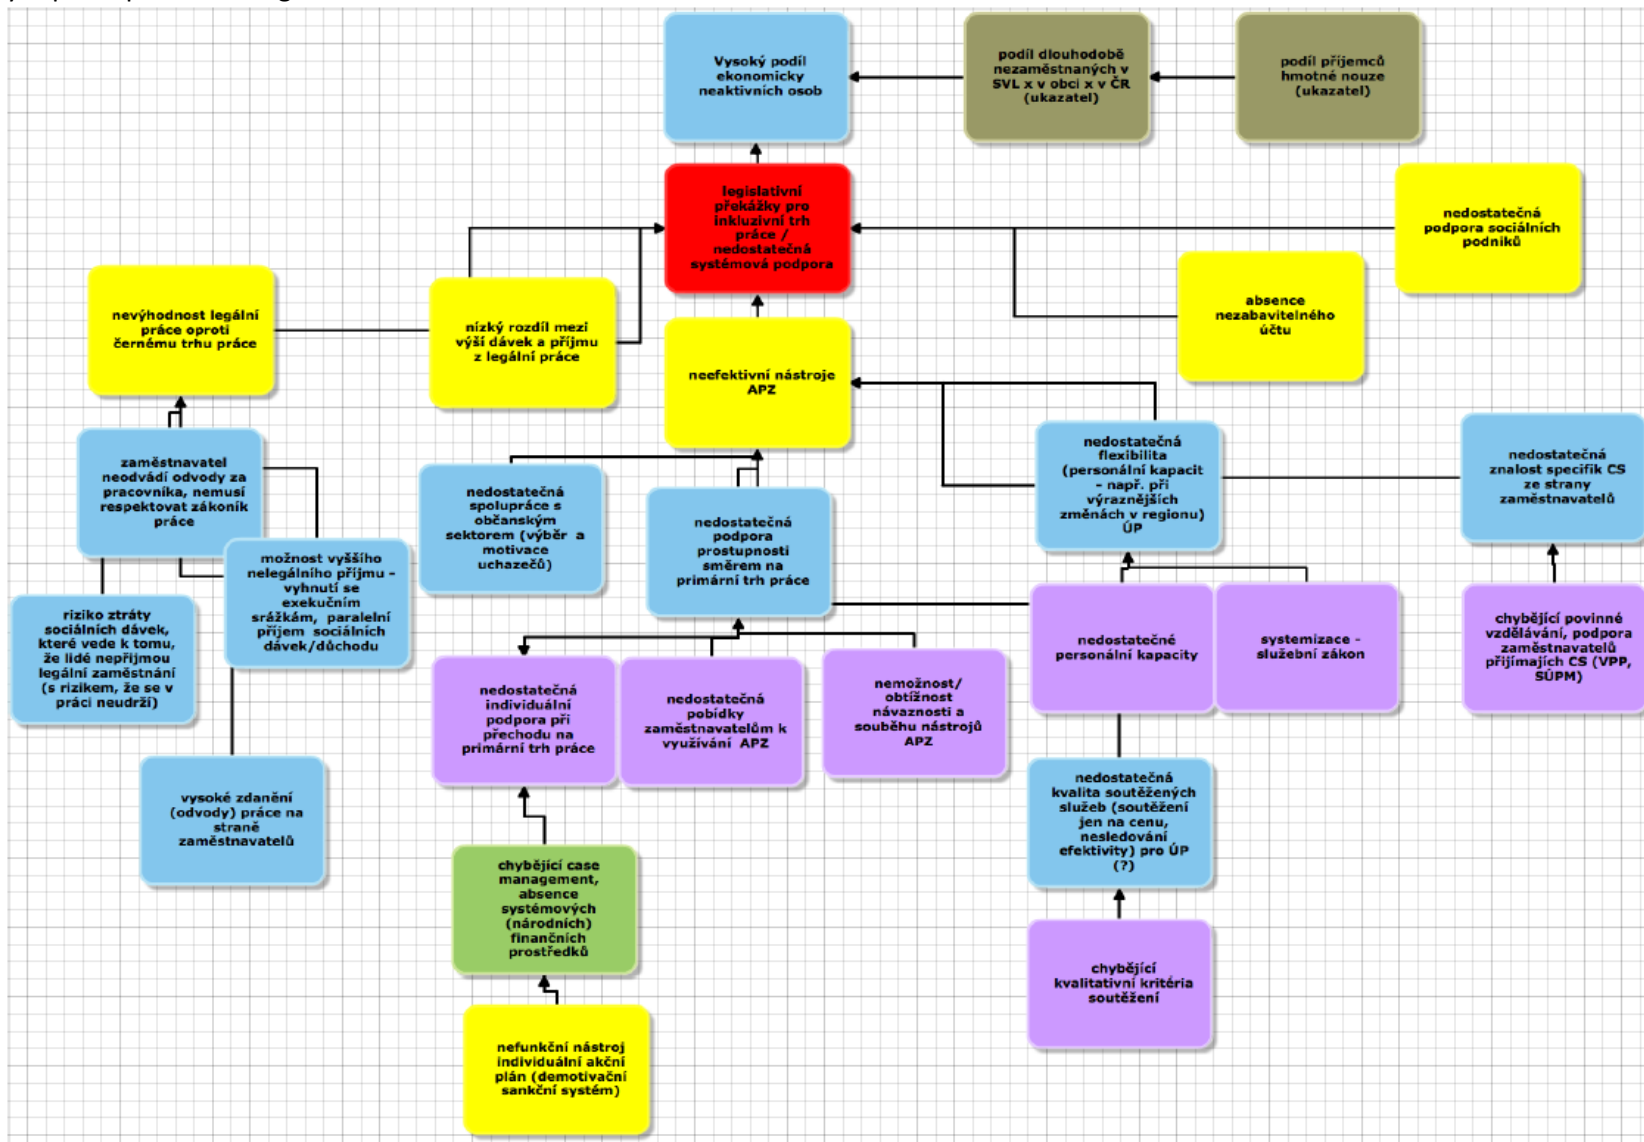 Vysoký podíl
ekonomicky
neaktivních osob
podíl dlouhodobě
nezaměstnaných v
SVL x v obci x v ČR
(ukazatel)
podíl příjemců
hmotné nouze
(ukazatel)
legislativní
překážky pro
inkluzivní trh
práce /
nedostatečná
systémová podpora
nedostatečná
podpora sociálních
podniků
nevýhodnost legální
práce oproti
černému trhu práce
nízký rozdíl mezi
výší dávek a příjmu
z legální práce
absence
nezabavitelného
účtu
neefektivní nástroje
APZ
zaměstnavatel
neodvádí odvody za
pracovníka, nemusí
respektovat zákoník
práce
nedostatečná
spolupráce s
občanským
sektorem (výběr a
motivace
uchazečů)
nedostatečná
podpora
prostupnosti
směrem na
primární trh práce
nedostatečná
flexibilita
(personální kapacit
- např. při
výraznějších
změnách v regionu)
ÚP
nedostatečná
znalost specifik CS
ze strany
zaměstnavatelů
možnost vyššího
nelegálního příjmu -
vyhnutí se
exekučním
srážkám, paralelní
příjem sociálních
dávek/důchodu
riziko ztráty
sociálních dávek,
které vede k tomu,
že lidé nepřijmou
legální zaměstnání
(s rizikem, že se v
práci neudrží)
nedostatečná
individuální
podpora při
přechodu na
primární trh práce
nedostatečná
pobídky
zaměstnavatelům k
využívání APZ
nemožnost/
obtížnost
návaznosti a
souběhu nástrojů
APZ
nedostatečné
personální kapacity
systemizace -
služební zákon
chybějící povinné
vzdělávání, podpora
zaměstnavatelů
přijímajích CS (VPP,
SÚPM)
vysoké zdanění
(odvody) práce na
straně
zaměstnavatelů
nedostatečná
kvalita soutěžených
služeb (soutěžení
jen na cenu,
nesledování
efektivity) pro ÚP
(?)
chybějící case
management,
absence
systémových
(národních)
finančních
prostředků
chybějící
kvalitativní kritéria
soutěžení
nefunkční nástroj
individuální akční
plán (demotivační
sankční systém)